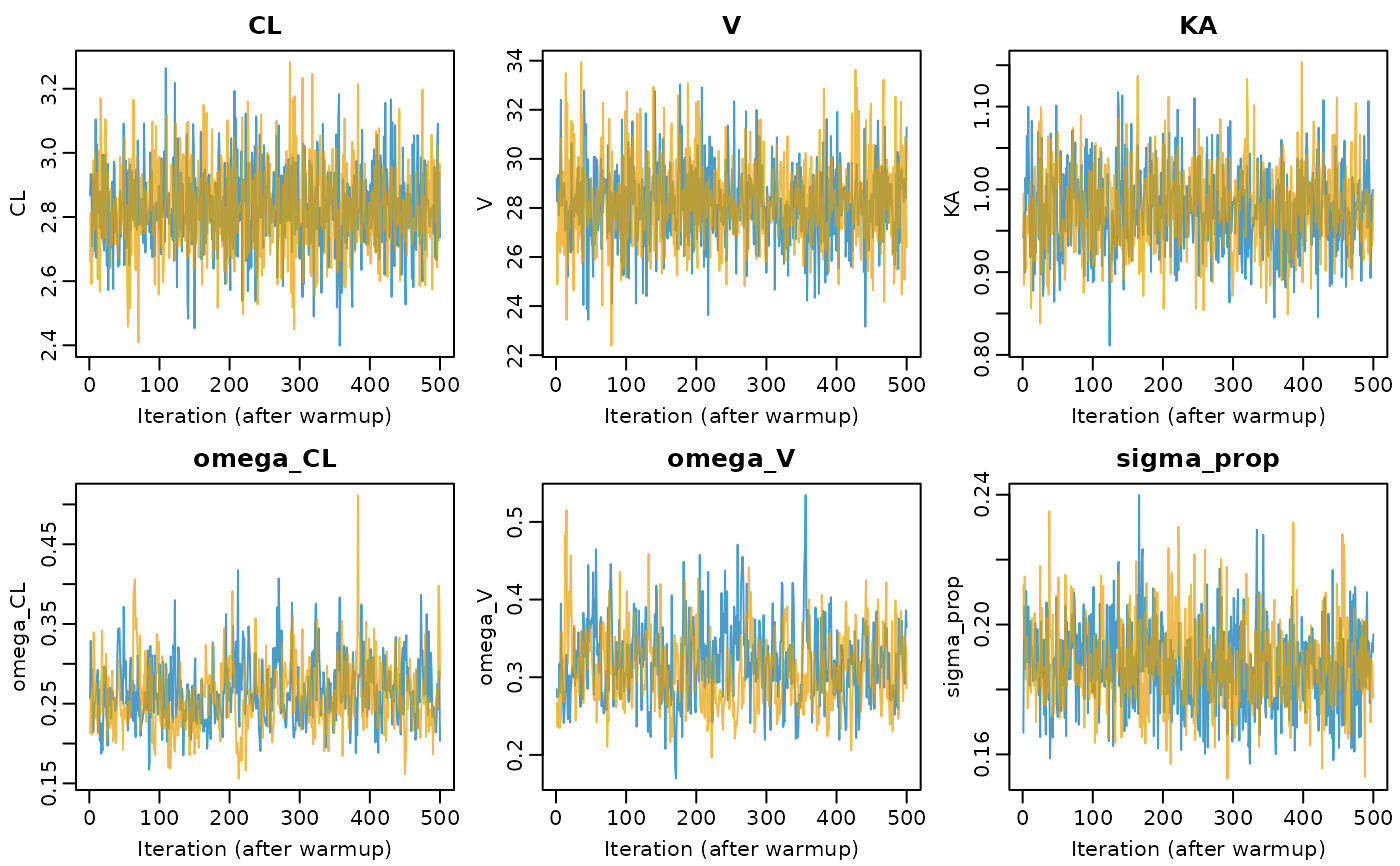 CL V KA
CL
3.2
3.0
2.8
2.6
2.4
0 100 200 300 400 500
Iteration (after warmup)
V
34
32
30
28
26
24
22
0 100 200 300 400 500
Iteration (after warmup)
KA
1.10
1.00
0.90
0.80
0 100 200 300 400 500
Iteration (after warmup)
omega_CL omega_V sigma_prop
omega_CL
0.45
0.35
0.25
0.15
0 100 200 300 400 500
Iteration (after warmup)
omega_V
0.5
0.4
0.3
0.2
0 100 200 300 400 500
Iteration (after warmup)
sigma_prop
0.24
0.20
0.16
0 100 200 300 400 500
Iteration (after warmup)